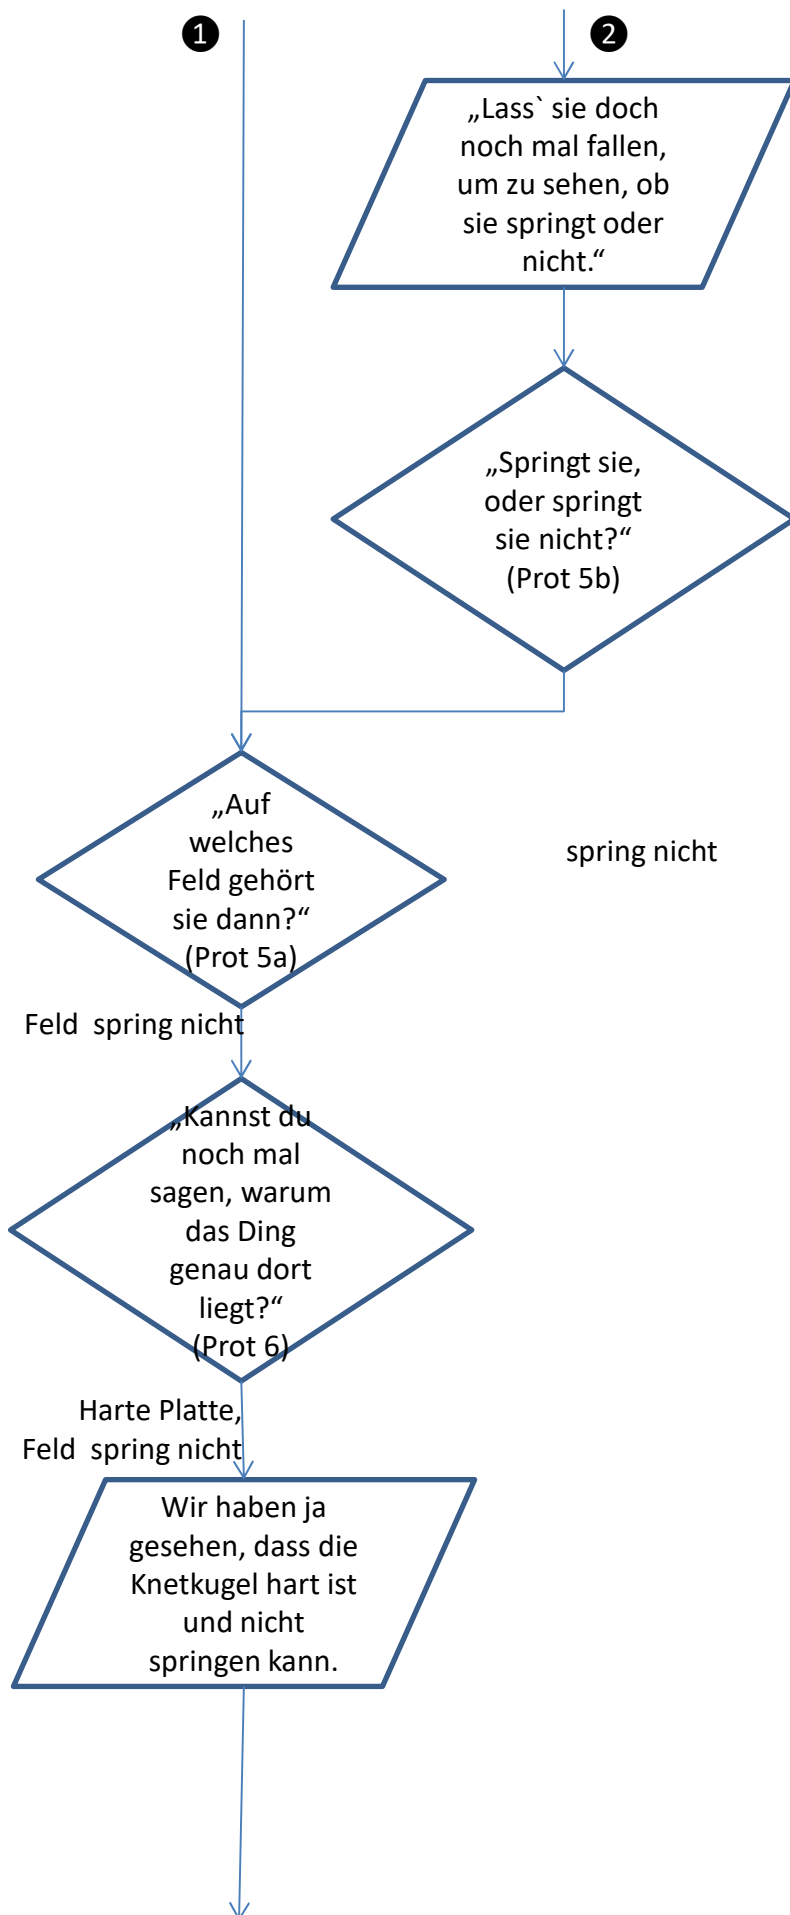 ❶
❷
„Lass` sie doch
noch mal fallen,
um zu sehen, ob
sie springt oder
nicht.“
„Springt sie,
oder springt
sie nicht?“
(Prot 5b)
„Auf
welches
Feld gehört
sie dann?“
(Prot 5a)
spring nicht
Feld  spring nicht
„Kannst du
noch mal
sagen, warum
das Ding
genau dort
liegt?“
(Prot 6)
Harte Platte,
Feld  spring nicht
Wir haben ja
gesehen, dass die
Knetkugel hart ist
und nicht
springen kann.